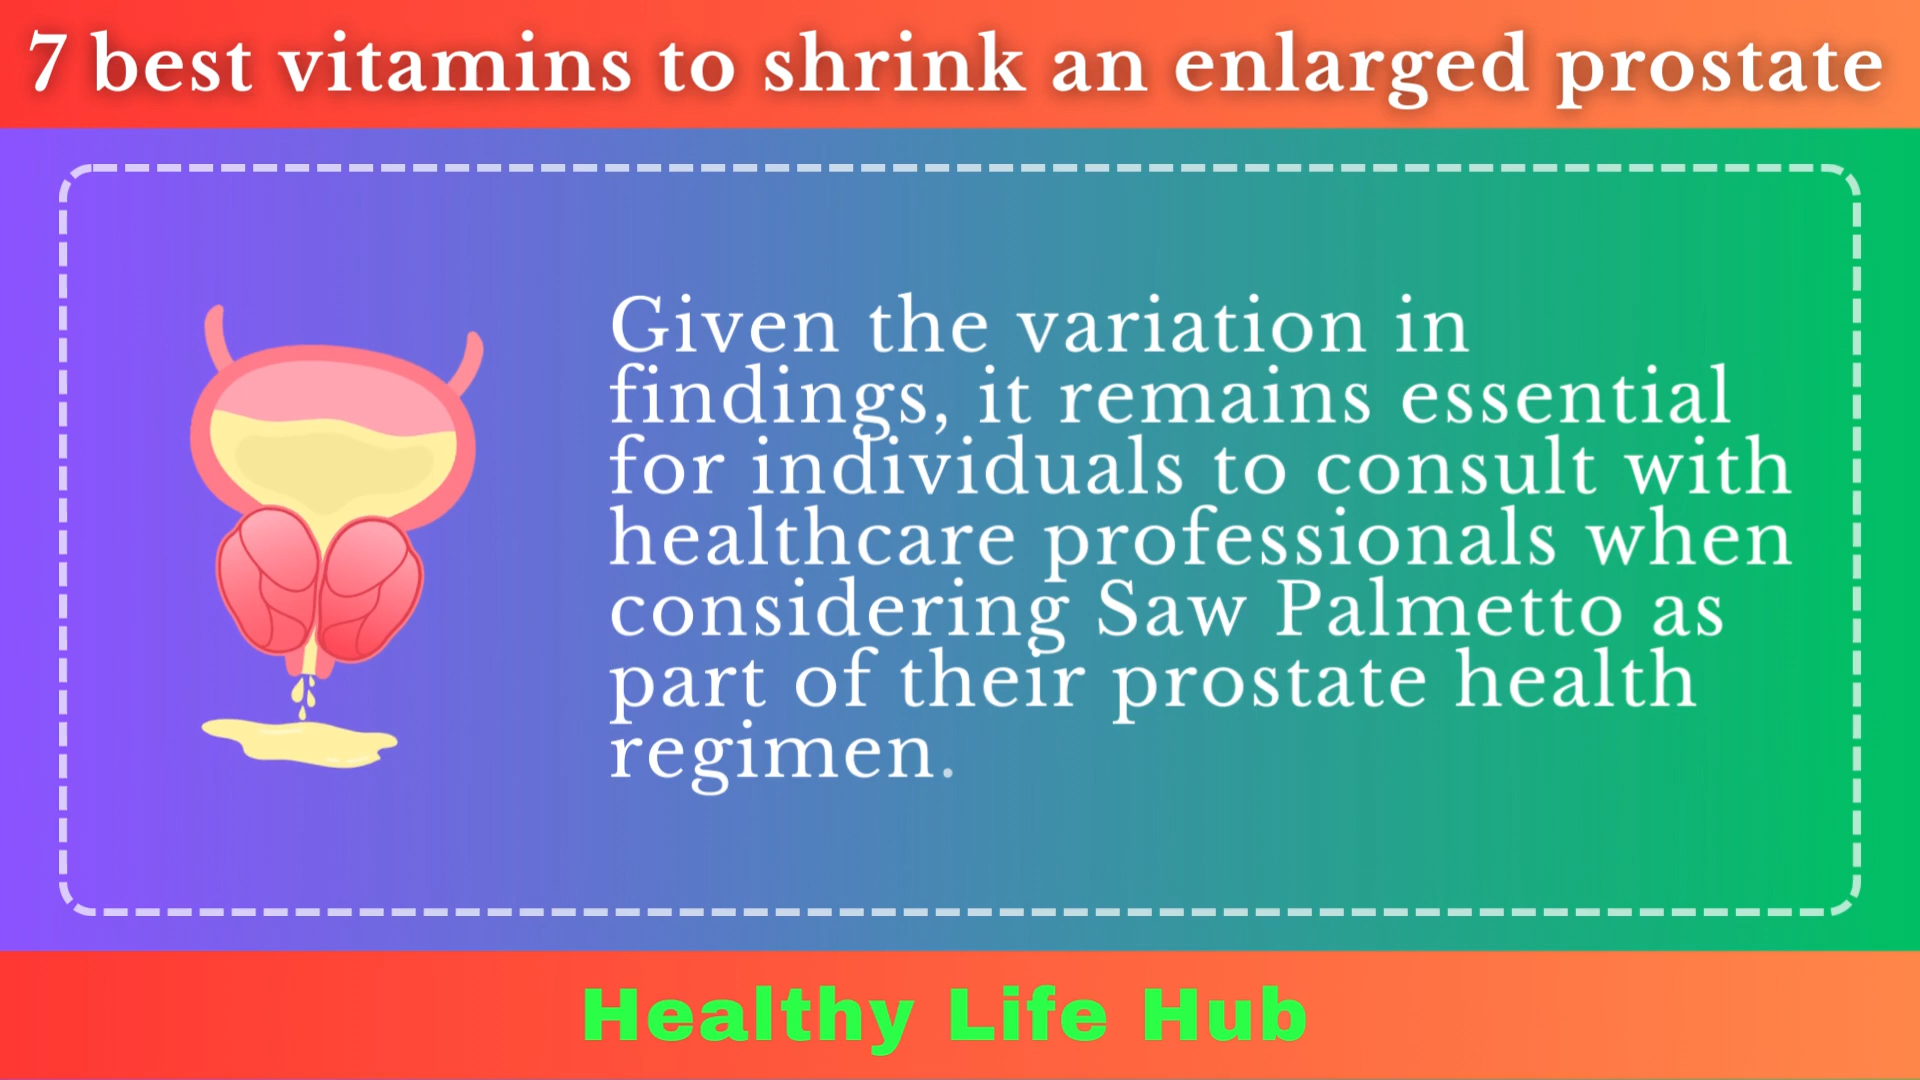 7 best vitamins to shrink an enlarged prostate
Given the variation in
findings, it remains essential
for individuals to consult with
healthcare professionals when
considering Saw Palmetto as
part of their prostate health
regimen.
Healthy Life Hub